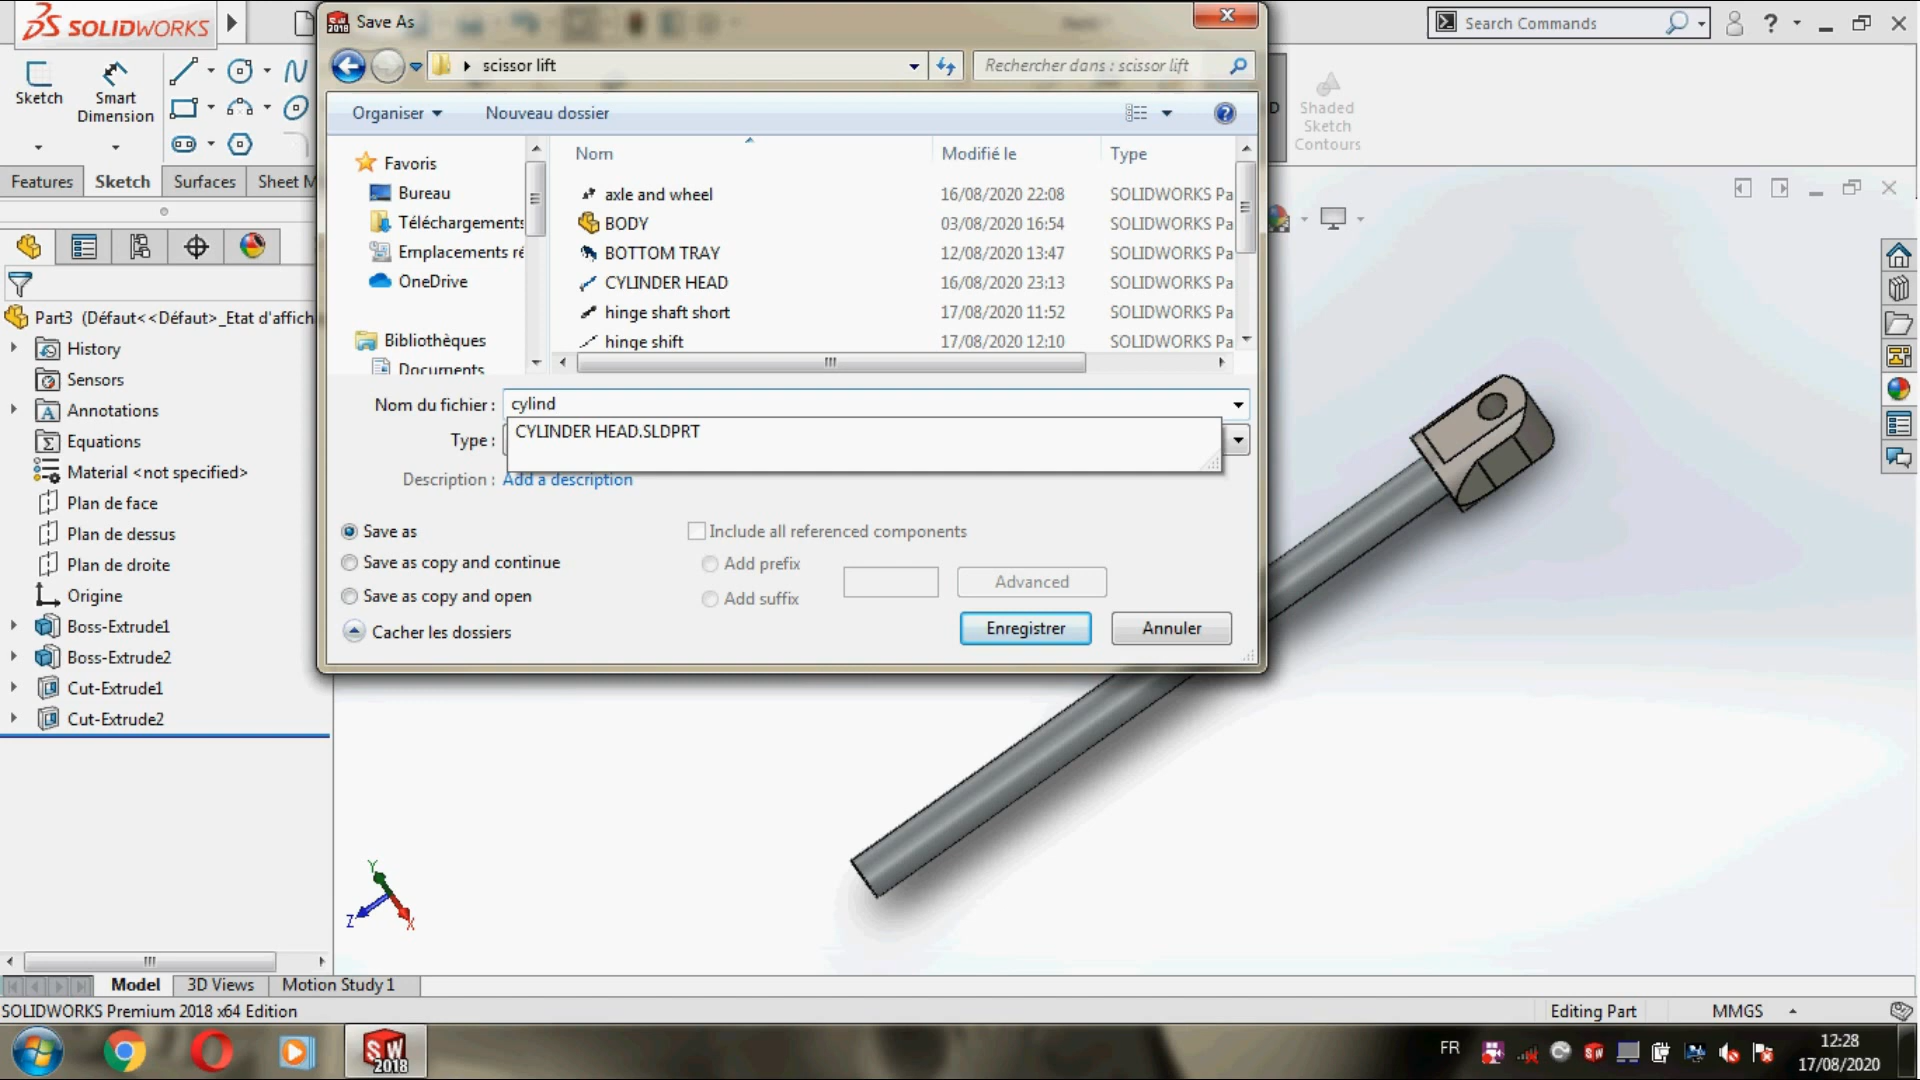 SOLIDWORKS
Save As
Search Commands
scissor lift
Rechercher dans : scissor lift
Organiser
Nouveau dossier
Sketch
Smart
Dimension
Shaded
Sketch
Contours
Features
Sketch
Surfaces
Sheet M
Favoris
Bureau
Téléchargements
Emplacements ré
OneDrive
Bibliothèques
Documents
Nom
Modifié le
Type
axle and wheel
16/08/2020 22:08
SOLIDWORKS Pa
BODY
03/08/2020 16:54
SOLIDWORKS Pa
BOTTOM TRAY
12/08/2020 13:47
SOLIDWORKS Pa
CYLINDER HEAD
16/08/2020 23:13
SOLIDWORKS Pa
hinge shaft short
17/08/2020 11:52
SOLIDWORKS Pa
hinge shift
17/08/2020 12:10
SOLIDWORKS Pa
Nom du fichier :
cylind
CYLINDER HEAD.SLDPRT
Type :
Description :
Add a description
Save as
Save as copy and continue
Save as copy and open
Include all referenced components
Add prefix
Add suffix
Advanced
Cacher les dossiers
Enregistrer
Annuler
Part3 (Défaut<<Défaut>_Etat d'affich
History
Sensors
Annotations
Equations
Material <not specified>
Plan de face
Plan de dessus
Plan de droite
Origine
Boss-Extrude1
Boss-Extrude2
Cut-Extrude1
Cut-Extrude2
Y
Z
X
Model
3D Views
Motion Study 1
SOLIDWORKS Premium 2018 x64 Edition
Editing Part
MMGS
SW
2018
FR
12:28
17/08/2020